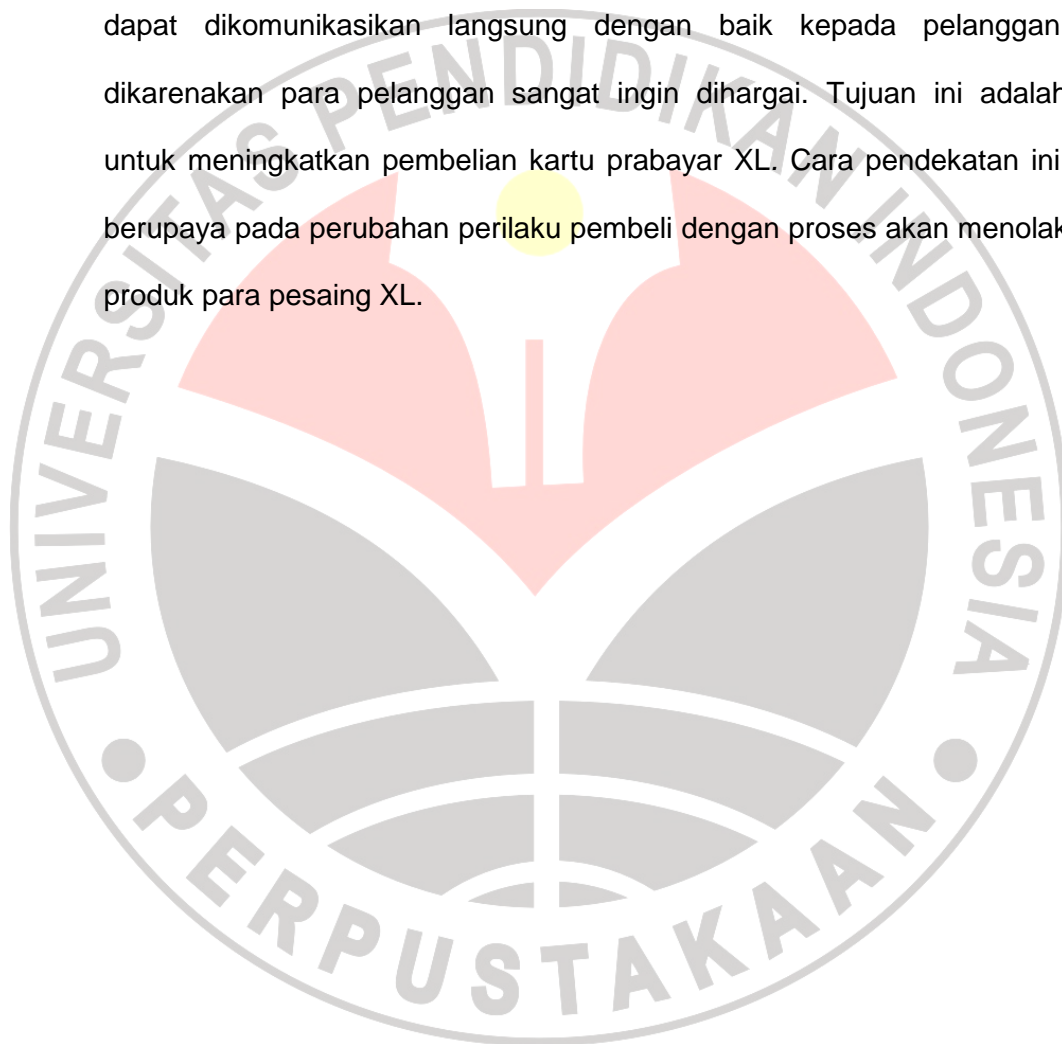 dapat dikomunikasikan langsung dengan baik kepada pelanggan
dikarenakan para pelanggan sangat ingin dihargai. Tujuan ini adalah
untuk meningkatkan pembelian kartu prabayar XL. Cara pendekatan ini
berupaya pada perubahan perilaku pembeli dengan proses akan menolak
produk para pesaing XL.
UNIVERSITAS PENDIDIKAN INDONESIA
PERPUSTAKAAN